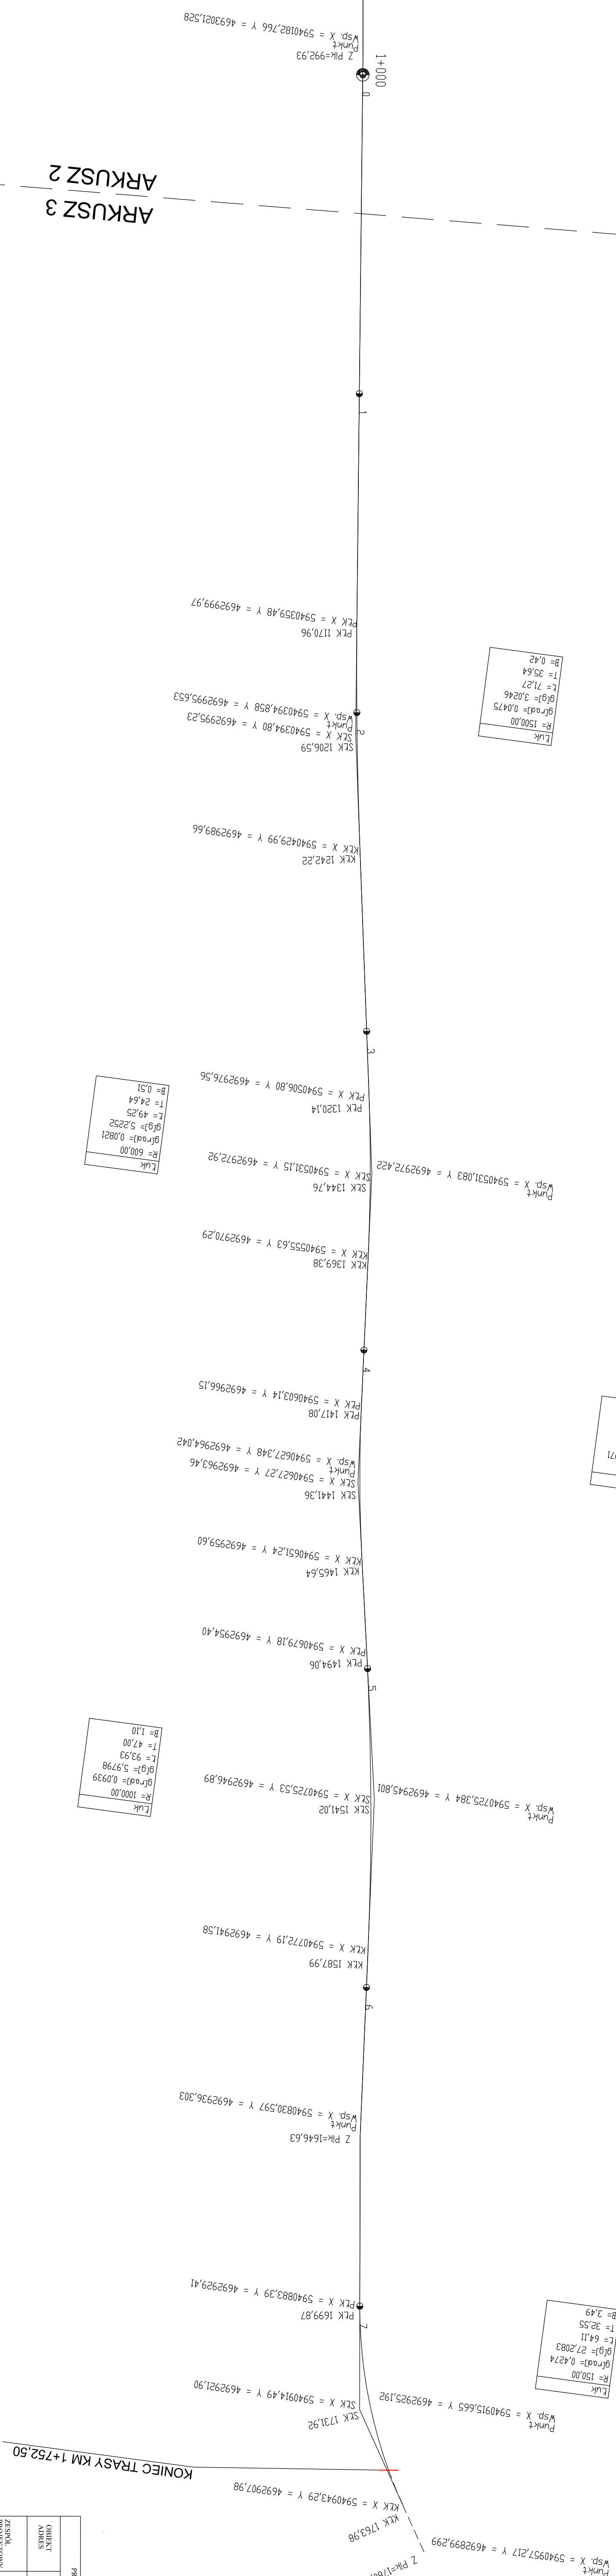 Wsp. X = 5940182,766 Y = 4693021,528
Punkt
Z Pik=992,93
1+000
0
ARKUSZ 2
ARKUSZ 3
1
PŁK X = 5940359,48 Y = 4692999,97
PŁK 1170,96
Wsp. X = 5940394,858 Y = 4692995,653
Punkt
SŁK X = 5940394,80 Y = 4692995,23
SŁK 1206,59
2
Łuk
R= 1500,00
g[rad]= 0,0475
g[g]= 3,0246
Ł= 71,27
T= 35,64
B= 0,42
KŁK X = 5940429,99 Y = 4692989,66
KŁK 1242,22
3
PŁK X = 5940506,80 Y = 4692976,56
PŁK 1320,14
Łuk
R= 600,00
g[rad]= 0,0821
g[g]= 5,2252
Ł= 49,25
T= 24,64
B= 0,51
SŁK X = 5940531,15 Y = 4692972,92
SŁK 1344,76
Punkt
Wsp. X = 5940531,083 Y = 4692972,422
KŁK X = 5940555,63 Y = 4692970,29
KŁK 1369,38
4
PŁK X = 5940603,14 Y = 4692966,15
PŁK 1417,08
Wsp. X = 5940627,348 Y = 4692964,042
Punkt
SŁK X = 5940627,27 Y = 4692963,46
SŁK 1441,36
KŁK X = 5940651,24 Y = 4692959,60
KŁK 1465,64
PŁK X = 5940679,18 Y = 4692954,40
PŁK 1494,06
5
Łuk
R= 1000,00
g[rad]= 0,0939
g[g]= 5,9798
Ł= 93,93
T= 47,00
B= 1,10
SŁK X = 5940725,53 Y = 4692946,89
SŁK 1541,02
Punkt
Wsp. X = 5940725,384 Y = 4692945,801
KŁK X = 5940772,19 Y = 4692941,58
KŁK 1587,99
6
Wsp. X = 5940830,597 Y = 4692936,303
Punkt
Z Pik=1646,63
PŁK X = 5940883,39 Y = 4692929,41
PŁK 1699,87
7
Łuk
R= 150,00
g[rad]= 0,4274
g[g]= 27,2083
Ł= 64,11
T= 32,55
B= 3,49
SŁK X = 5940914,49 Y = 4692921,90
SŁK 1731,92
Punkt
Wsp. X = 5940915,665 Y = 4692925,192
KONIEC TRASY KM 1+752,50
KŁK X = 5940943,29 Y = 4692907,98
KŁK 1763,98
Punkt
Wsp. X = 5940957,217 Y = 4692899,299
OBIEKT
ADRES
ZESPÓŁ